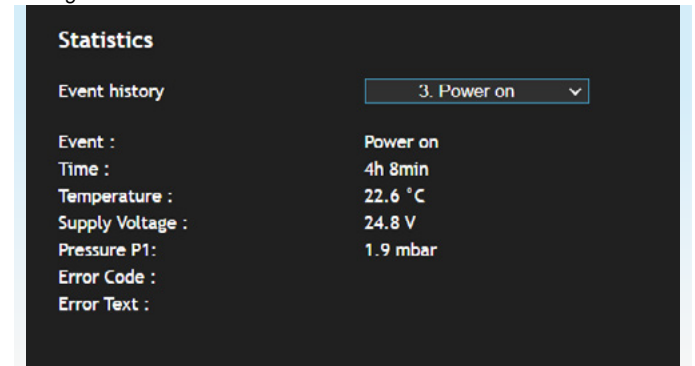 Statistics
Event history 3. Power on
Event : Power on
Time : 4h 8min
Temperature : 22.6 °C
Supply Voltage : 24.8 V
Pressure P1: 1.9 mbar
Error Code :
Error Text :